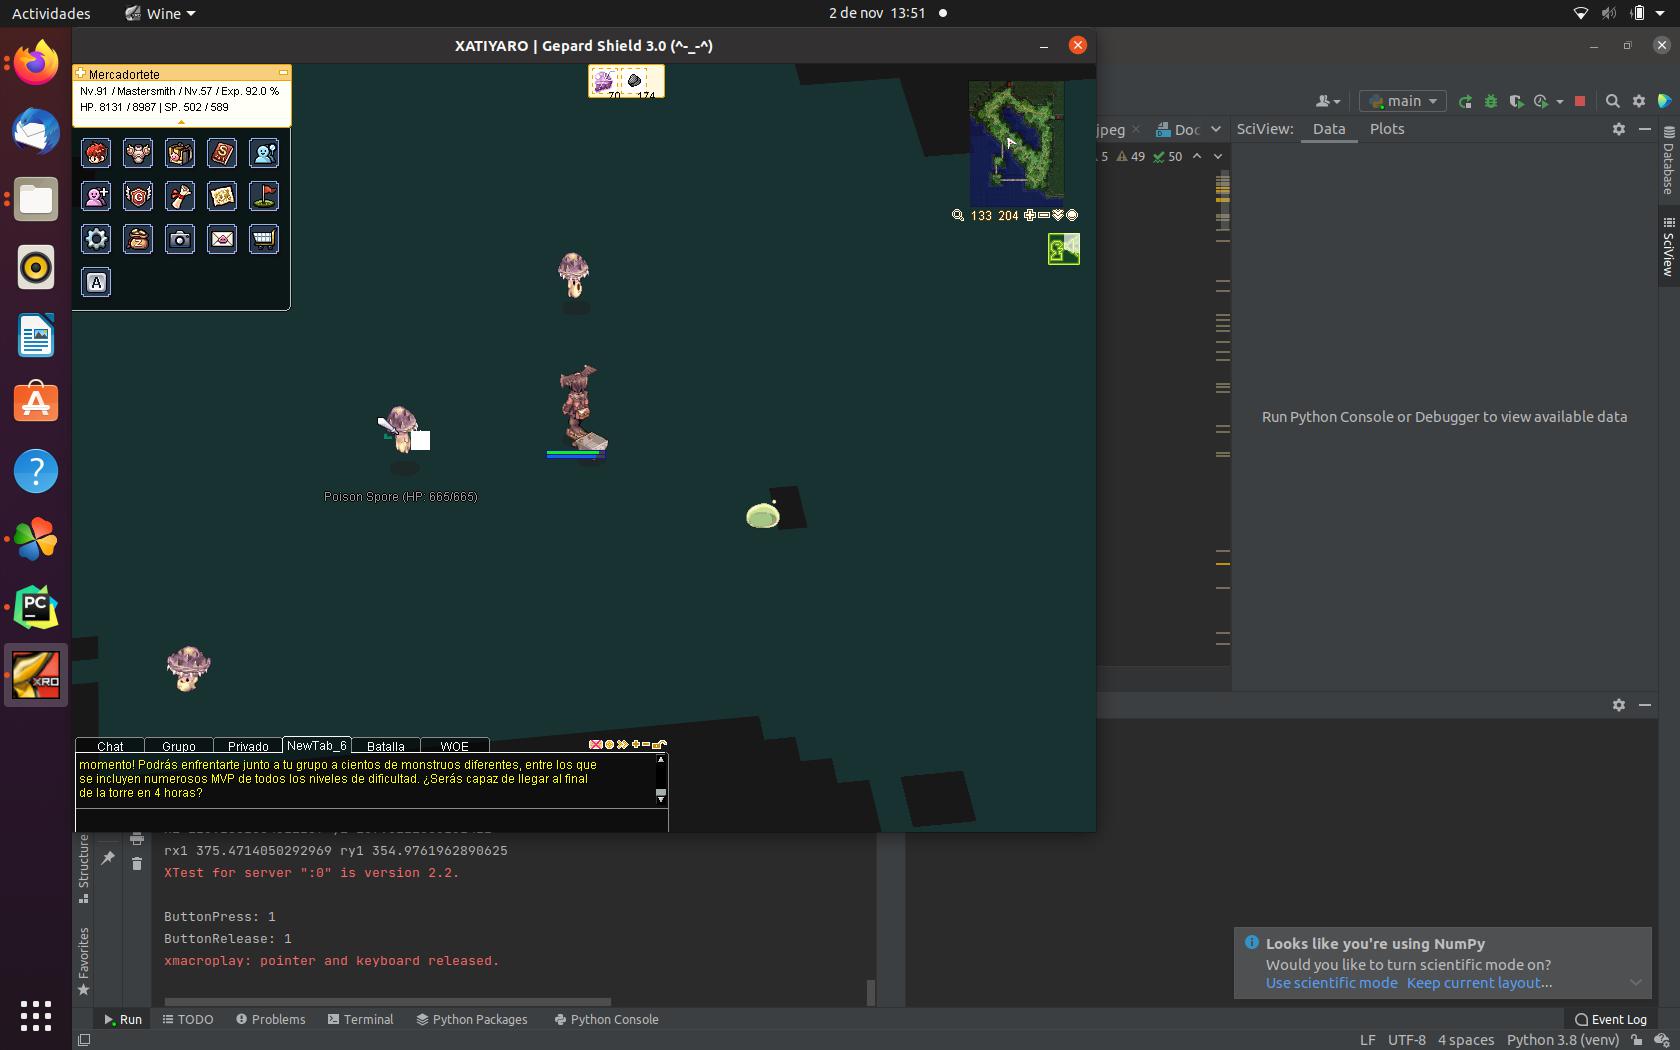 Actividades
Wine
2 de nov 13:51
XATIYARO | Gepard Shield 3.0 (^-_-^)
Mercadortete
Nv.91 / Mastersmith / Nv.57 / Exp. 92.0 %
HP. 8131 / 8987 | SP. 502 / 589
70 174
133 204
A
Poison Spore (HP: 665/665)
Chat Grupo Privado NewTab_6 Batalla WOE
momento! Podrás enfrentarte junto a tu grupo a cientos de monstruos diferentes, entre los que
se incluyen numerosos MVP de todos los niveles de dificultad. ¿Serás capaz de llegar al final
de la torre en 4 horas?
main
jpeg
Doc
SciView: Data Plots
5 49 50
Database
SciView
Run Python Console or Debugger to view available data
PC
XRO
rx1 375.4714050292969 ry1 354.9761962890625
XTest for server ":0" is version 2.2.
ButtonPress: 1
ButtonRelease: 1
xmacroplay: pointer and keyboard released.
Structure
Favorites
Looks like you're using NumPy
Would you like to turn scientific mode on?
Use scientific mode Keep current layout...
Run TODO Problems Terminal Python Packages Python Console
Event Log
LF UTF-8 4 spaces Python 3.8 (venv)